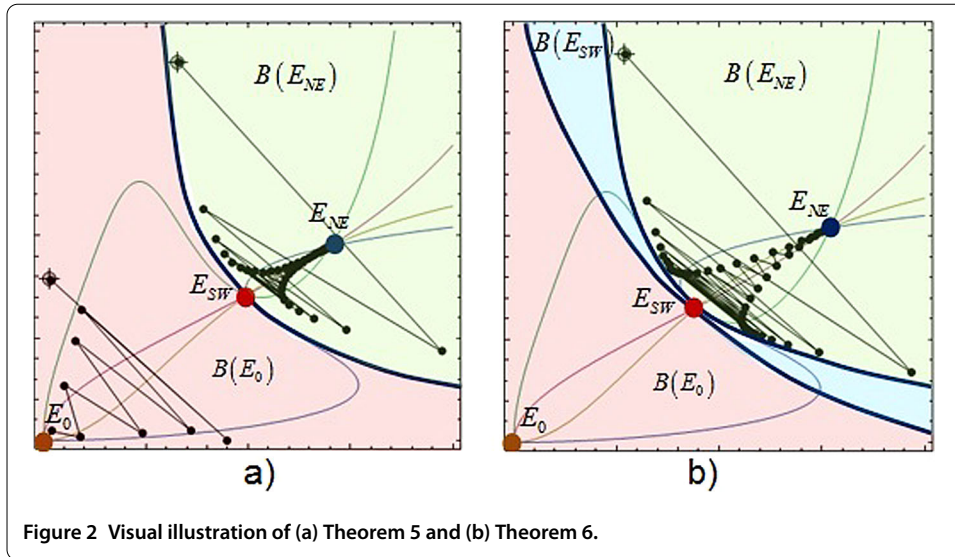 B(E_NE)
E_NE
E_SW
B(E_0)
E_0
a)
B(E_SW)
B(E_NE)
E_NE
E_SW
B(E_0)
E_0
b)
Figure 2 Visual illustration of (a) Theorem 5 and (b) Theorem 6.